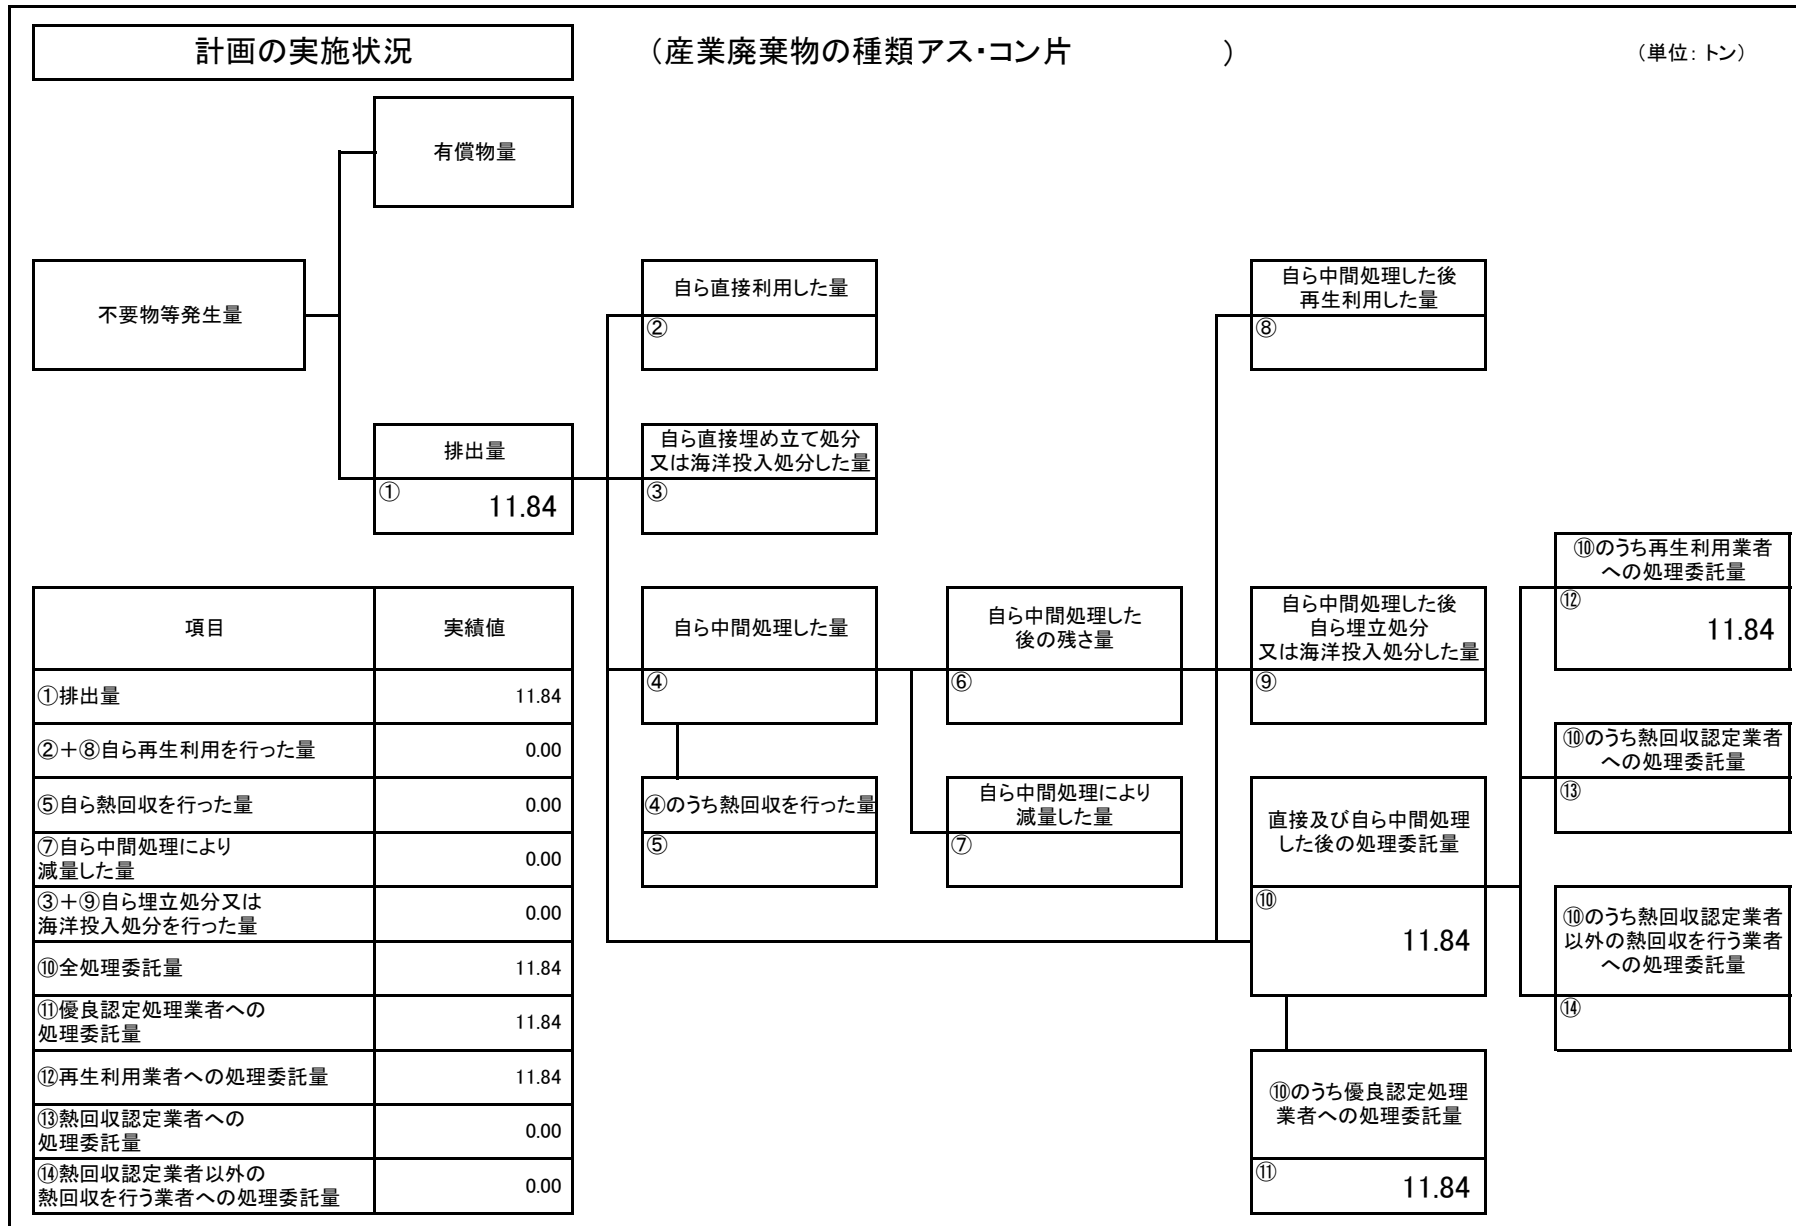 計画の実施状況
（産業廃棄物の種類アス・コン片　　　　　）
（単位：トン）
有償物量
不要物等発生量
自ら直接利用した量
②
自ら中間処理した後
再生利用した量
⑧
排出量
① 11.84
自ら直接埋め立て処分
又は海洋投入処分した量
③
⑩のうち再生利用業者
への処理委託量
⑫
11.84
項目 実績値
①排出量 11.84
②＋⑧自ら再生利用を行った量 0.00
⑤自ら熱回収を行った量 0.00
⑦自ら中間処理により
減量した量 0.00
③＋⑨自ら埋立処分又は
海洋投入処分を行った量 0.00
⑩全処理委託量 11.84
⑪優良認定処理業者への
処理委託量 11.84
⑫再生利用業者への処理委託量 11.84
⑬熱回収認定業者への
処理委託量 0.00
⑭熱回収認定業者以外の
熱回収を行う業者への処理委託量 0.00
自ら中間処理した量
④
自ら中間処理した
後の残さ量
⑥
自ら中間処理した後
自ら埋立処分
又は海洋投入処分した量
⑨
④のうち熱回収を行った量
⑤
自ら中間処理により
減量した量
⑦
直接及び自ら中間処理
した後の処理委託量
⑩
11.84
⑩のうち熱回収認定業者
への処理委託量
⑬
⑩のうち熱回収認定業者
以外の熱回収を行う業者
への処理委託量
⑭
⑩のうち優良認定処理
業者への処理委託量
⑪ 11.84